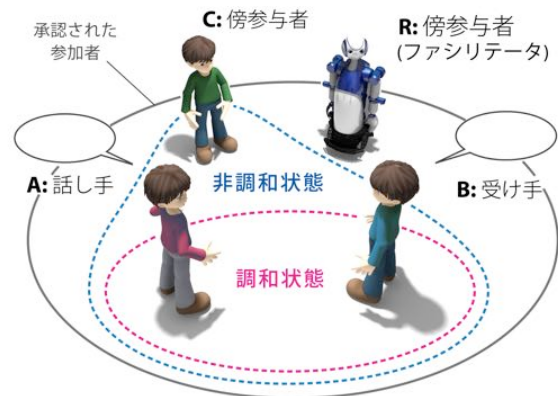 承認された
参加者
C: 傍参与者
R: 傍参与者
(ファシリテータ)
A: 話し手
非調和状態
B: 受け手
調和状態